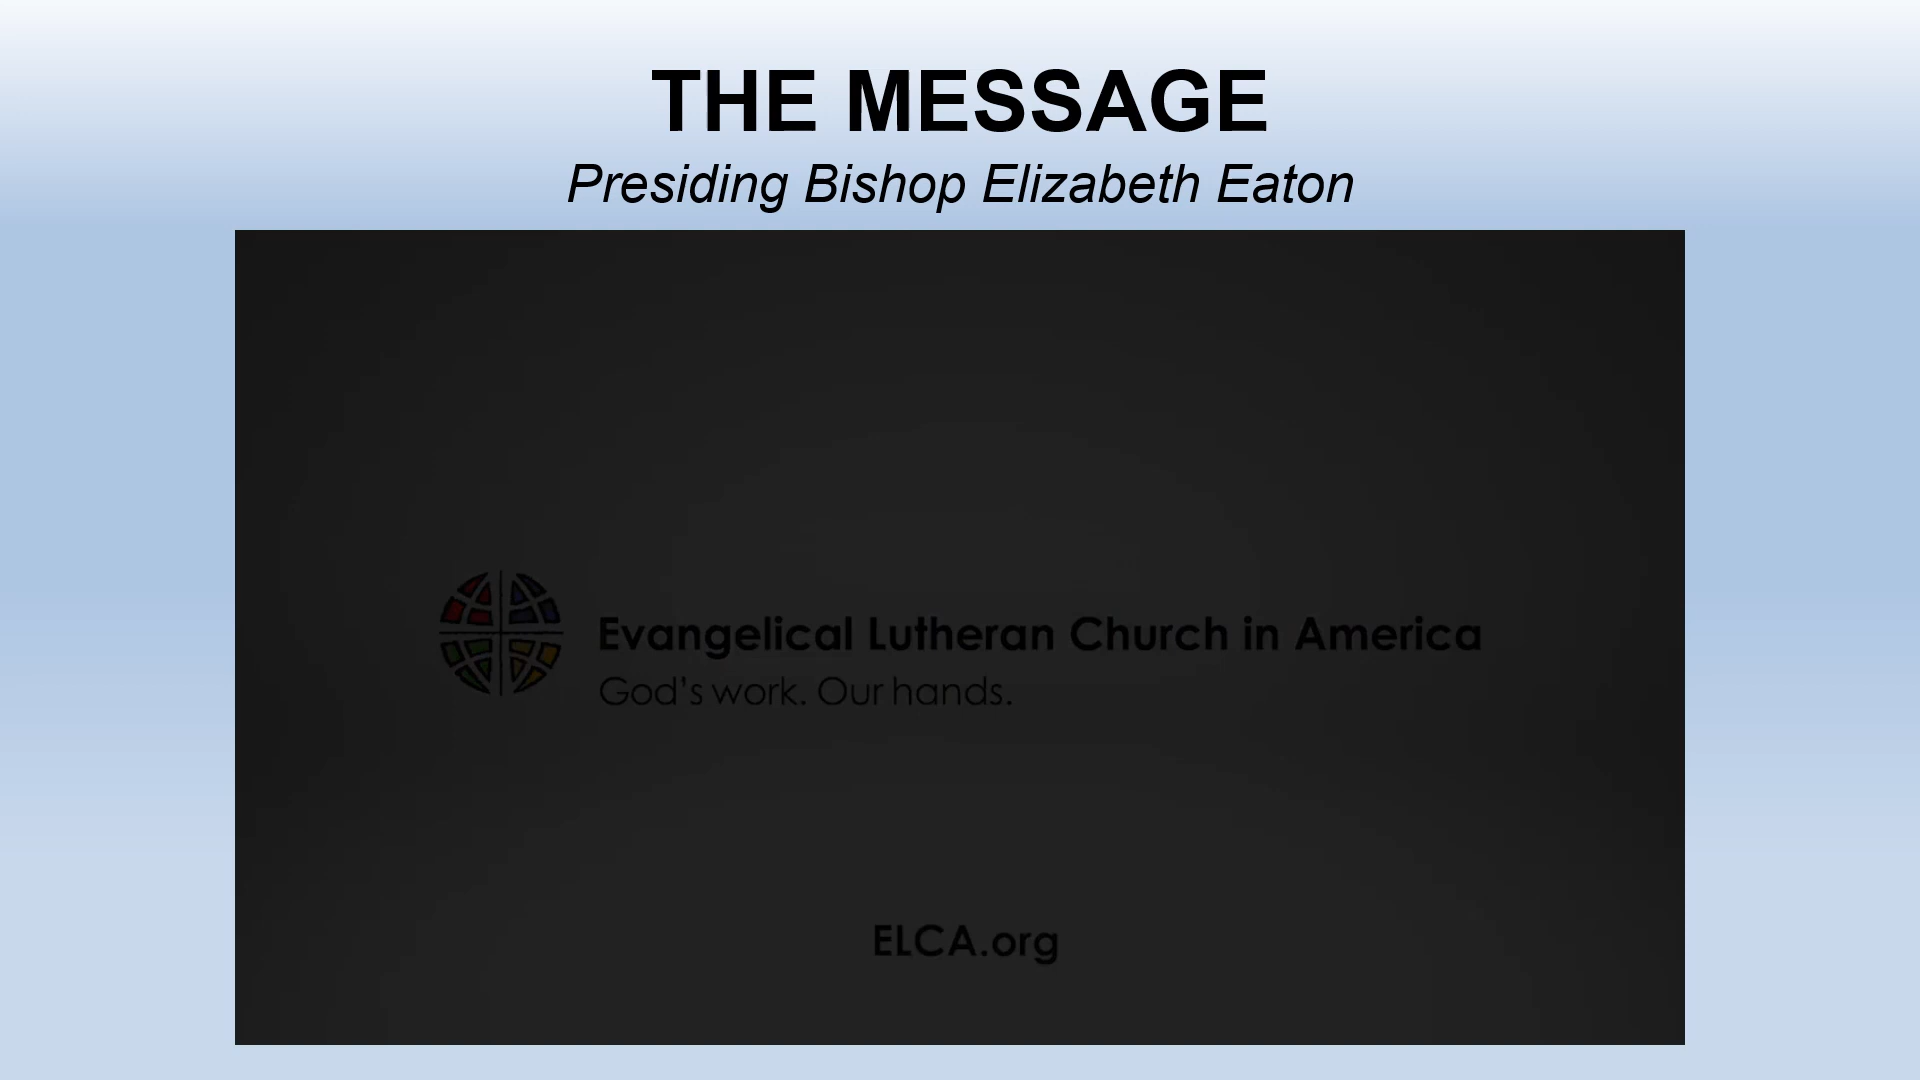 THE MESSAGE
Presiding Bishop Elizabeth Eaton
Evangelical Lutheran Church in America
God's work. Our hands.
ELCA.org